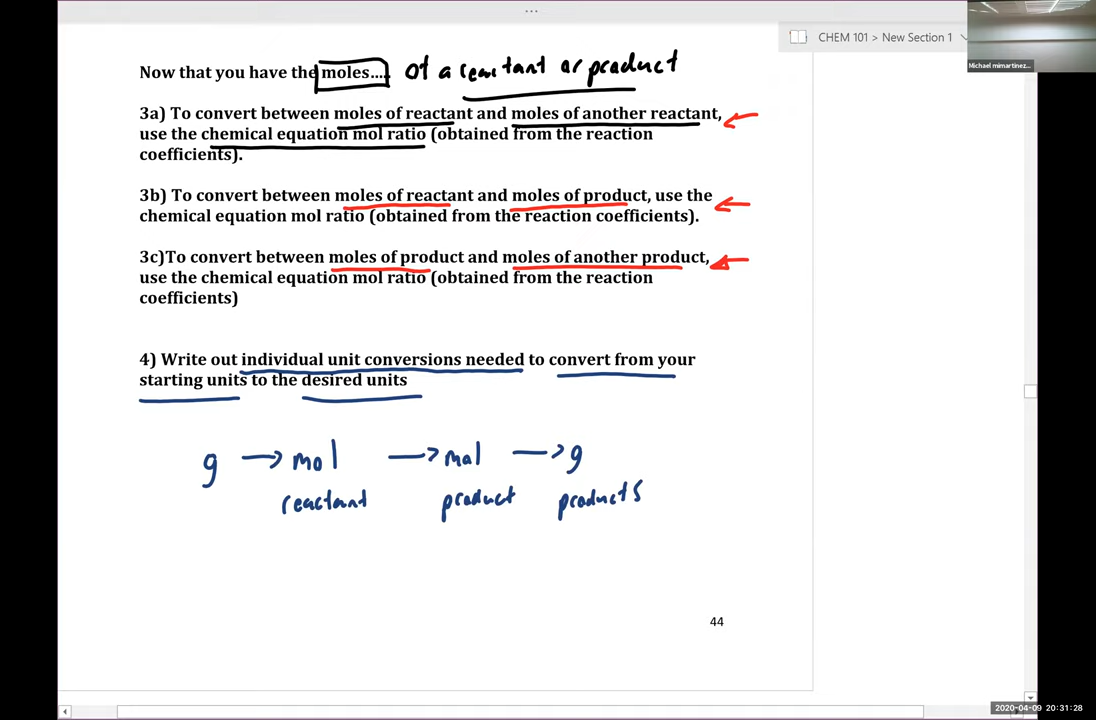 ...
CHEM 101 > New Section 1
Michael mimartinez...
Now that you have the moles.... of a reactant or product
3a) To convert between moles of reactant and moles of another reactant,
use the chemical equation mol ratio (obtained from the reaction
coefficients).
3b) To convert between moles of reactant and moles of product, use the
chemical equation mol ratio (obtained from the reaction coefficients).
3c)To convert between moles of product and moles of another product,
use the chemical equation mol ratio (obtained from the reaction
coefficients)
4) Write out individual unit conversions needed to convert from your
starting units to the desired units
g → mol → mol → g
reactant product products
44
2020-04-09 20:31:28